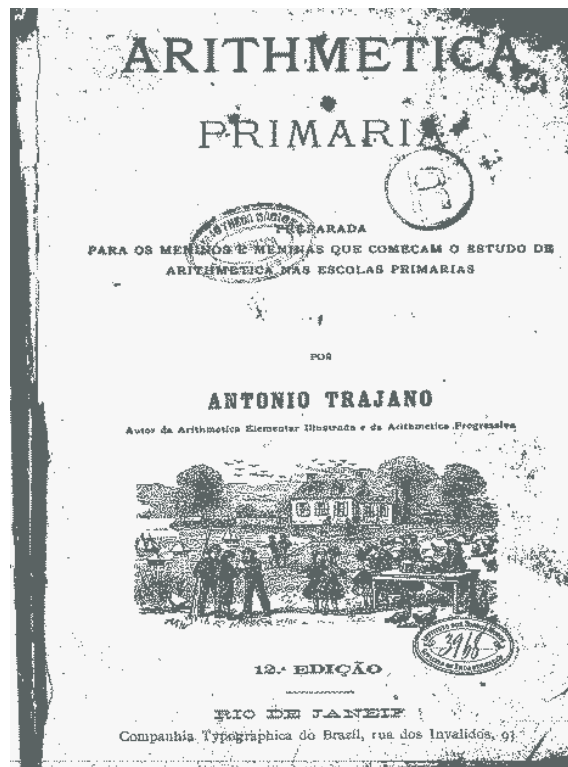 ARITHMETICA
PRIMARIA
R
PREPARADA
PARA OS MENINOS E MENINAS QUE COMEÇAM O ESTUDO DE
ARITHMETICA NAS ESCOLAS PRIMARIAS
POR
ANTONIO TRAJANO
Autor da Arithmetica Elementar Illustrada e da Arithmetica Progressiva
3968
12.ª EDIÇÃO
RIO DE JANEIR
Companhia Typographica do Brazil, rua dos Invalidos, 93